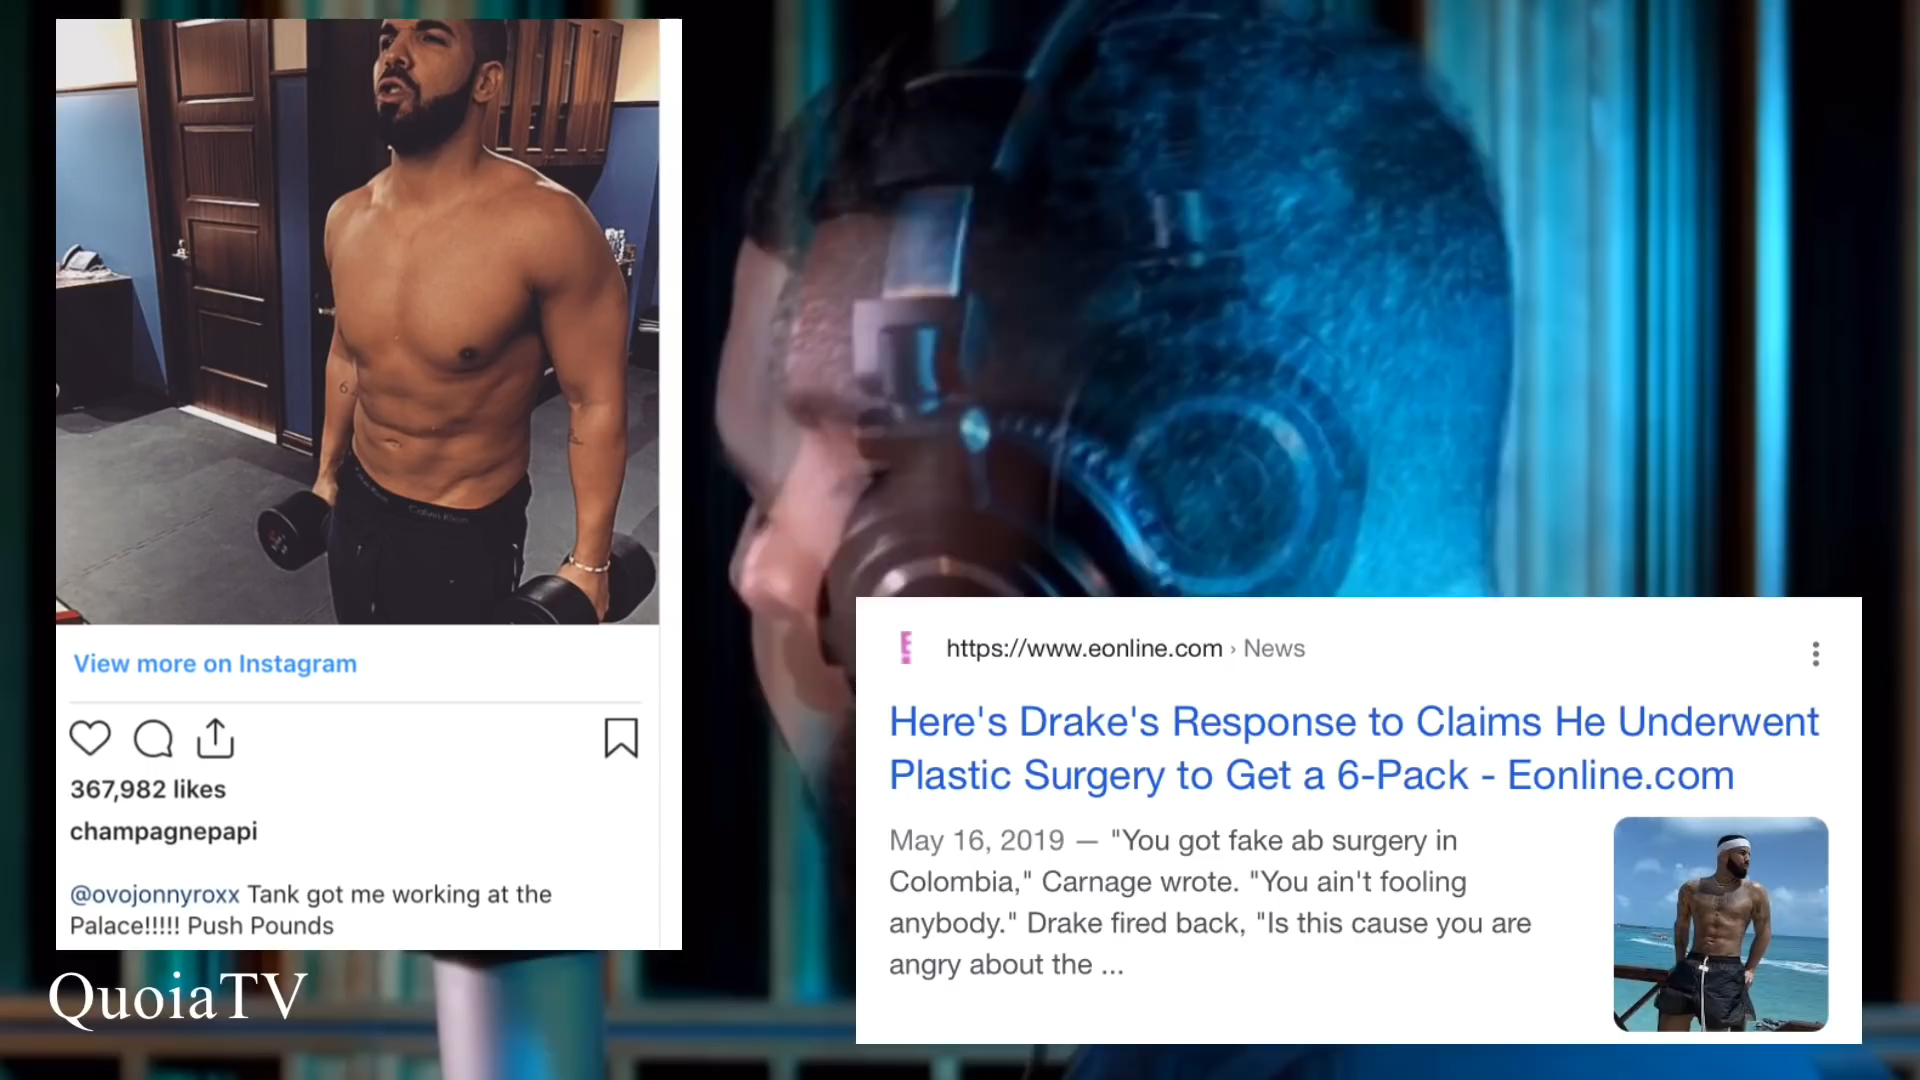 Calvin Klein
View more on Instagram
367,982 likes
champagnepapi
@ovojonnyroxx Tank got me working at the
Palace!!!!! Push Pounds
QuoiaTV
https://www.eonline.com › News
Here's Drake's Response to Claims He Underwent
Plastic Surgery to Get a 6-Pack - Eonline.com
May 16, 2019 — "You got fake ab surgery in
Colombia," Carnage wrote. "You ain't fooling
anybody." Drake fired back, "Is this cause you are
angry about the ...